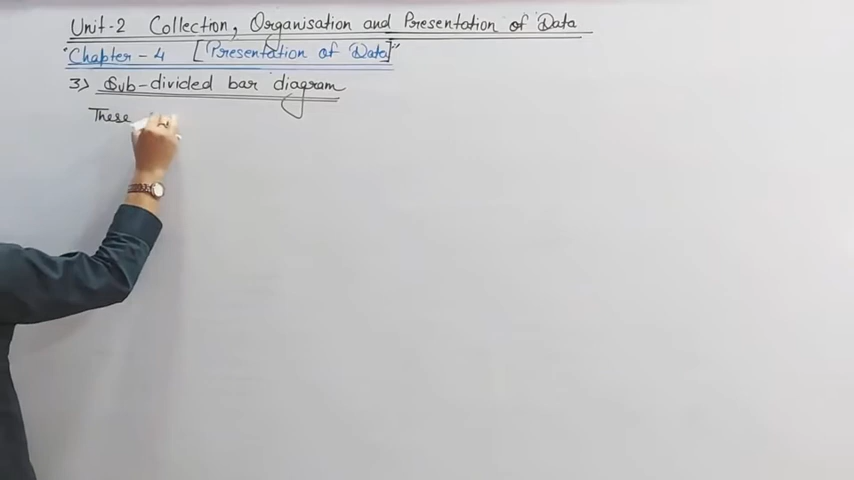 Unit-2 Collection, Organisation and Presentation of Data
"Chapter-4 [Presentation of Data]"
3) Sub-divided bar diagram
These